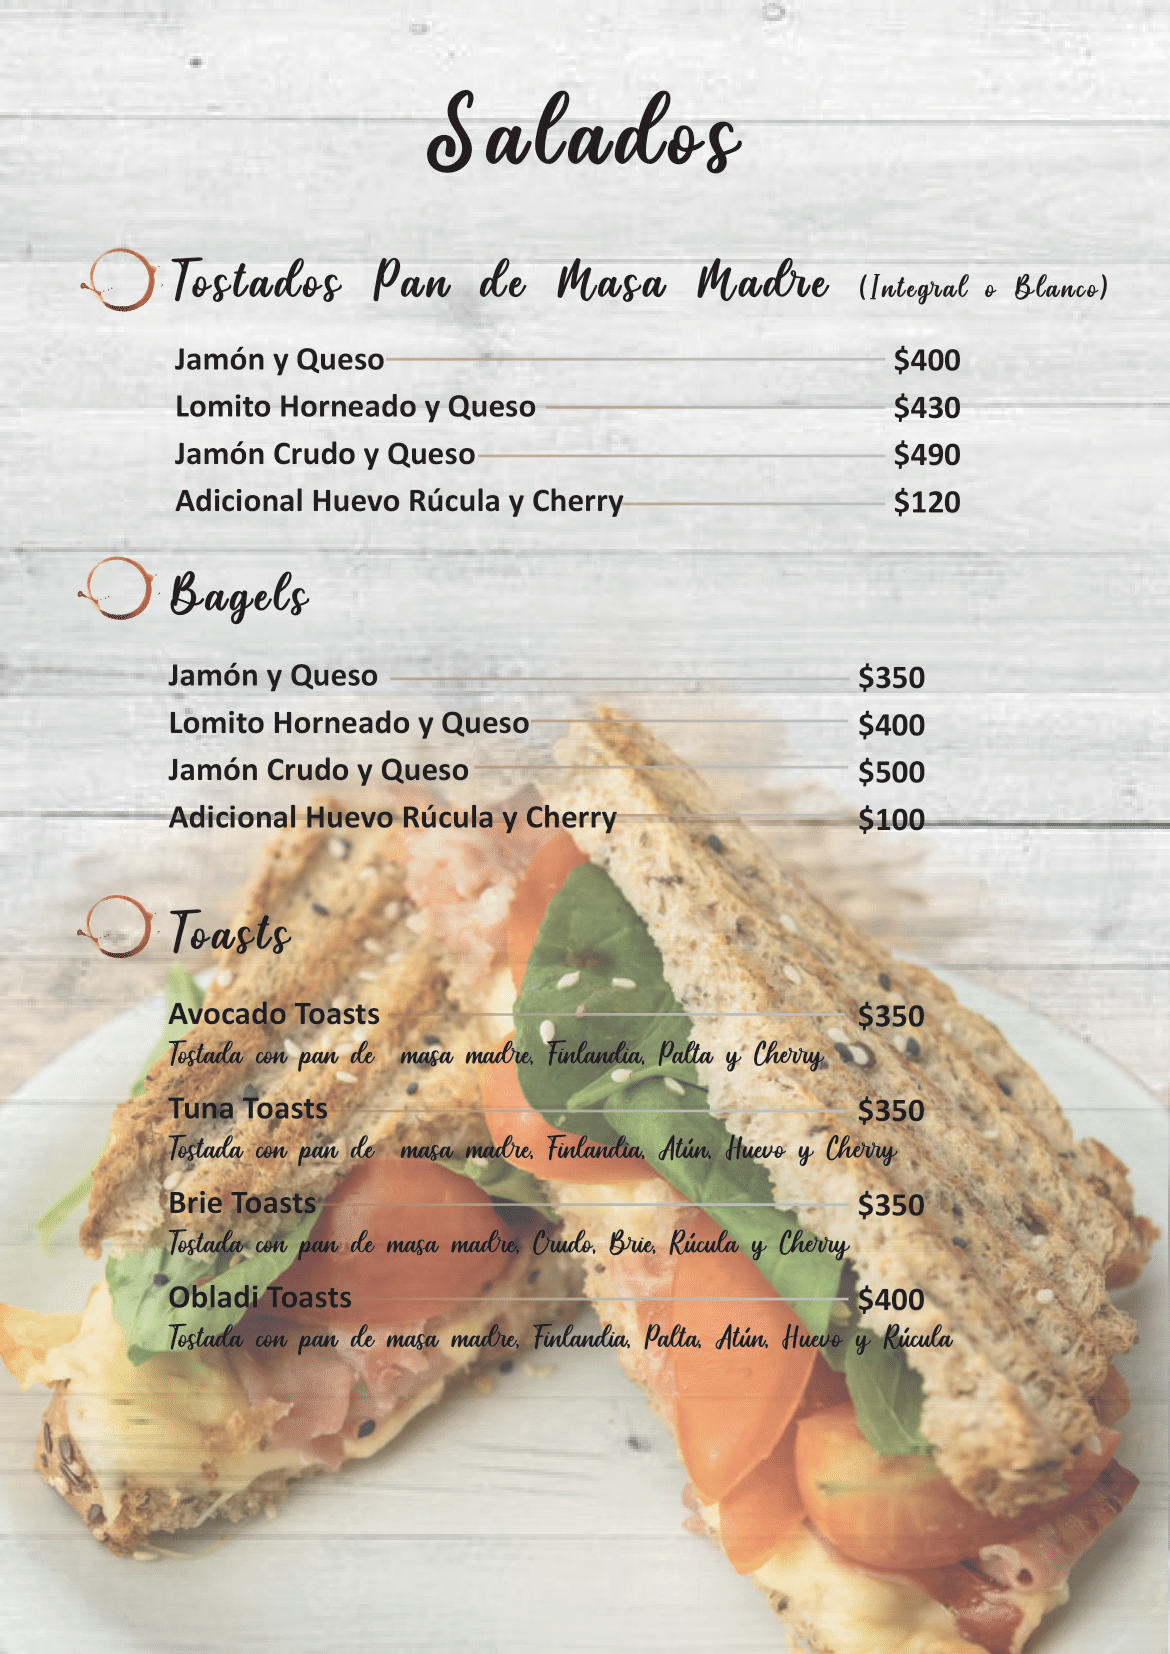 Salados
Tostados Pan de Masa Madre (Integral o Blanco)
Jamón y Queso $400
Lomito Horneado y Queso $430
Jamón Crudo y Queso $490
Adicional Huevo Rúcula y Cherry $120
Bagels
Jamón y Queso $350
Lomito Horneado y Queso $400
Jamón Crudo y Queso $500
Adicional Huevo Rúcula y Cherry $100
Toasts
Avocado Toasts $350
Tostada con pan de masa madre, Finlandia, Palta y Cherry
Tuna Toasts $350
Tostada con pan de masa madre, Finlandia, Atún, Huevo y Cherry
Brie Toasts $350
Tostada con pan de masa madre, Crudo, Brie, Rúcula y Cherry
Obladi Toasts $400
Tostada con pan de masa madre, Finlandia, Palta, Atún, Huevo y Rúcula